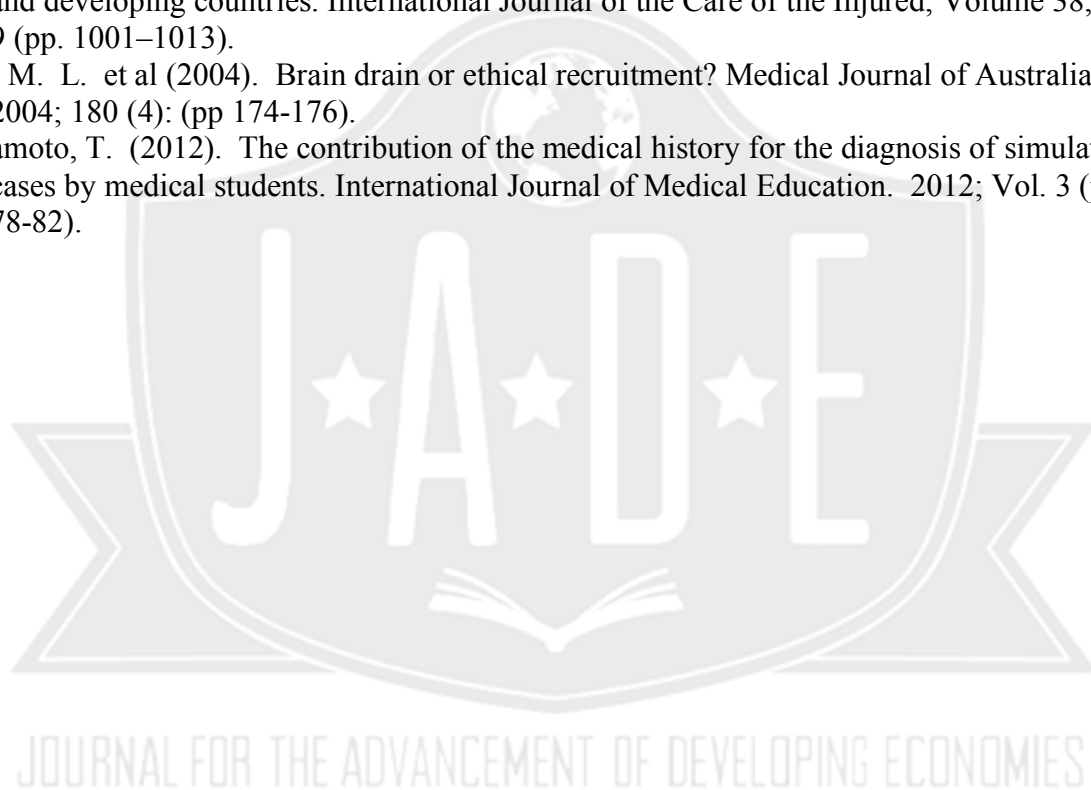 and developing countries. International Journal of the Care of the Injured, Volume 38,
(pp. 1001–1013).
M. L. et al (2004). Brain drain or ethical recruitment? Medical Journal of Australia
2004; 180 (4): (pp 174-176).
amoto, T. (2012). The contribution of the medical history for the diagnosis of simula
cases by medical students. International Journal of Medical Education. 2012; Vol. 3 (
78-82).
J★A★D★E
JOURNAL FOR THE ADVANCEMENT OF DEVELOPING ECONOMIES